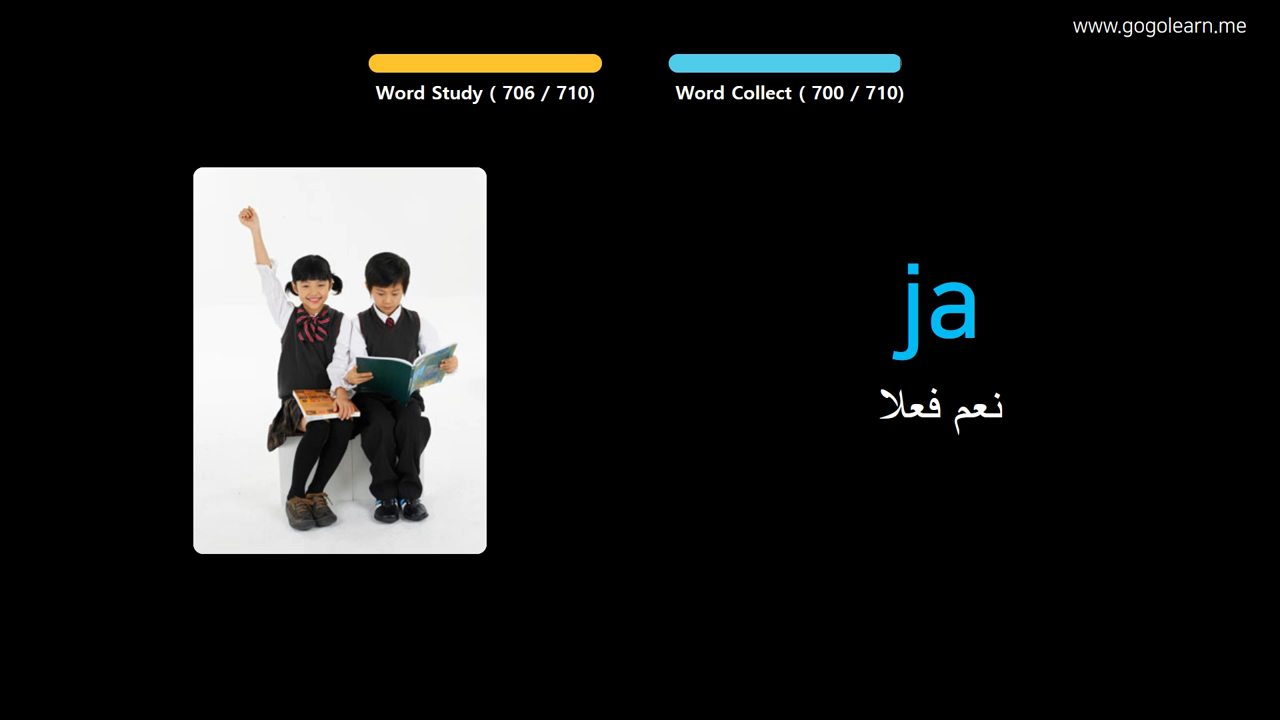 www.gogolearn.me
Word Study ( 706 / 710)
Word Collect ( 700 / 710)
ja
نعم فعلا